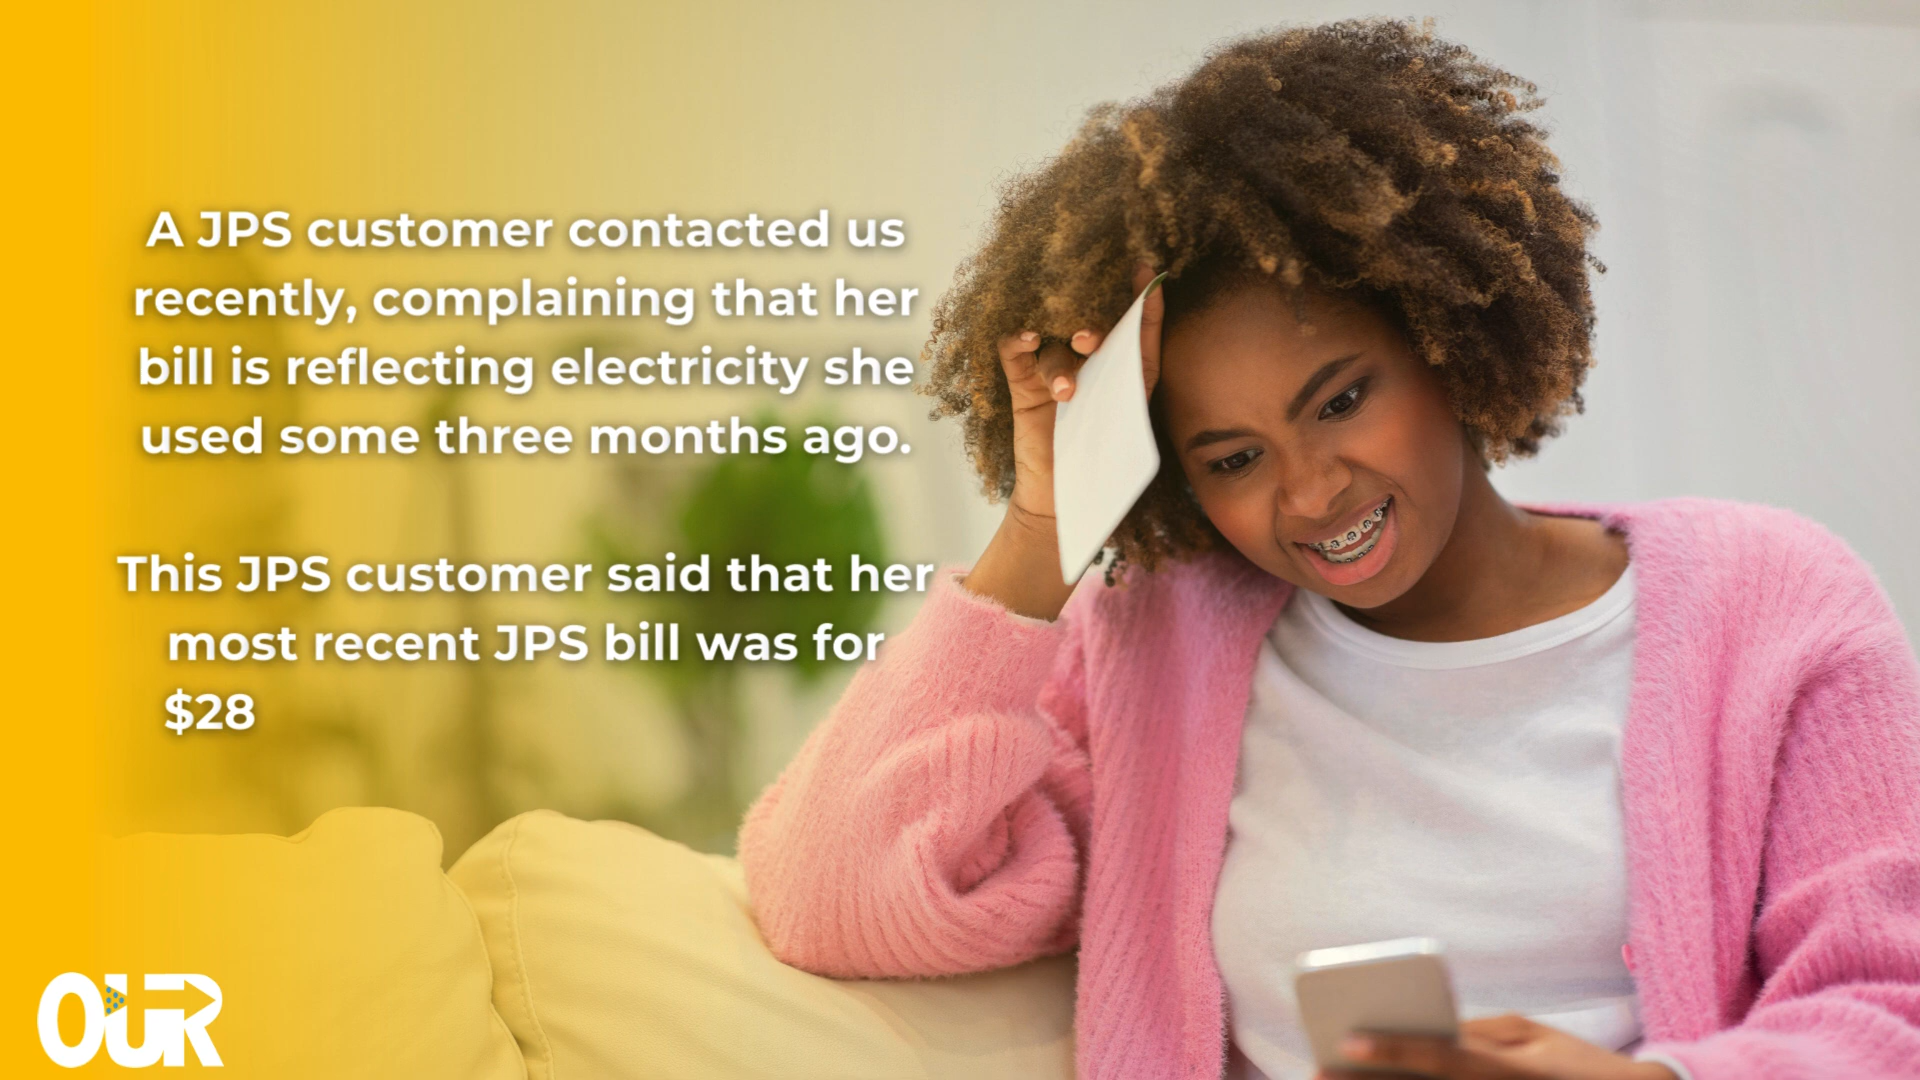 A JPS customer contacted us
recently, complaining that her
bill is reflecting electricity she
used some three months ago.
This JPS customer said that her
most recent JPS bill was for
$28
OUR